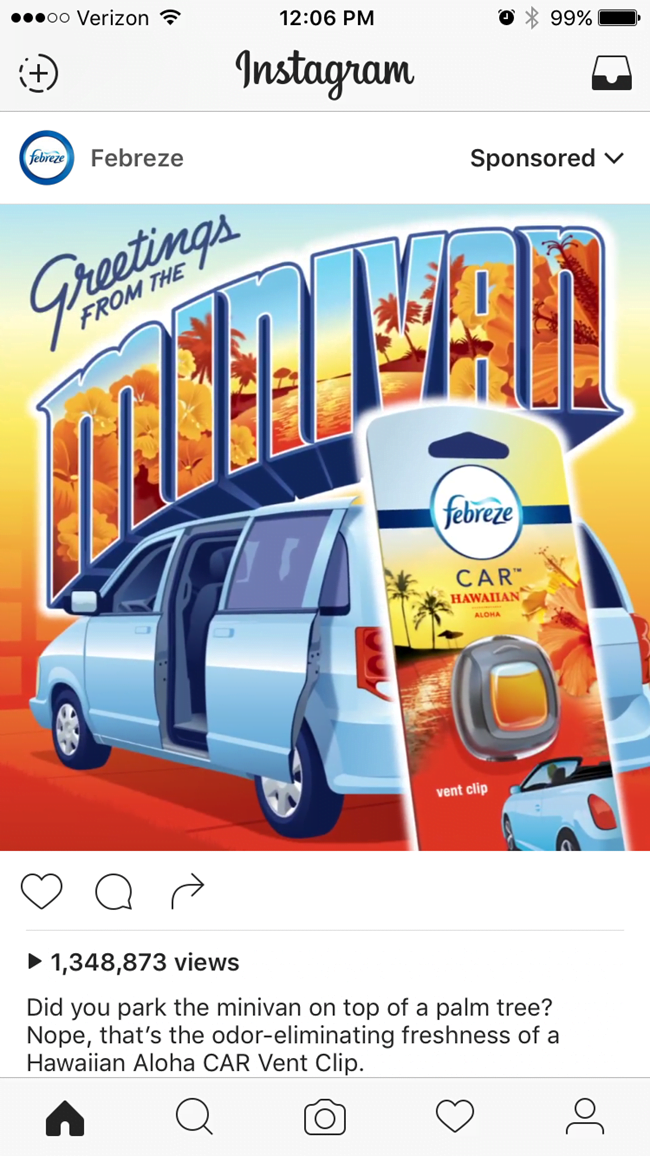 Verizon 12:06 PM 99%
Instagram
febreze Febreze Sponsored
Greetings
FROM THE
minivan
febreze
CAR™
HAWAIIAN
ALOHA
vent clip
1,348,873 views
Did you park the minivan on top of a palm tree?
Nope, that's the odor-eliminating freshness of a
Hawaiian Aloha CAR Vent Clip.